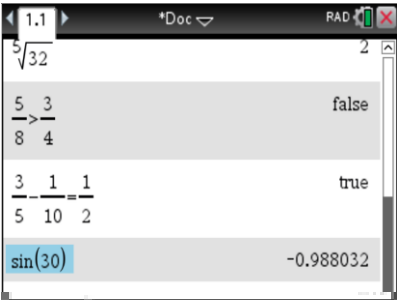 1.1 *Doc RAD
⁵√32 2
5/8 > 3/4 false
3/5 - 1/10 = 1/2 true
sin(30) -0.988032